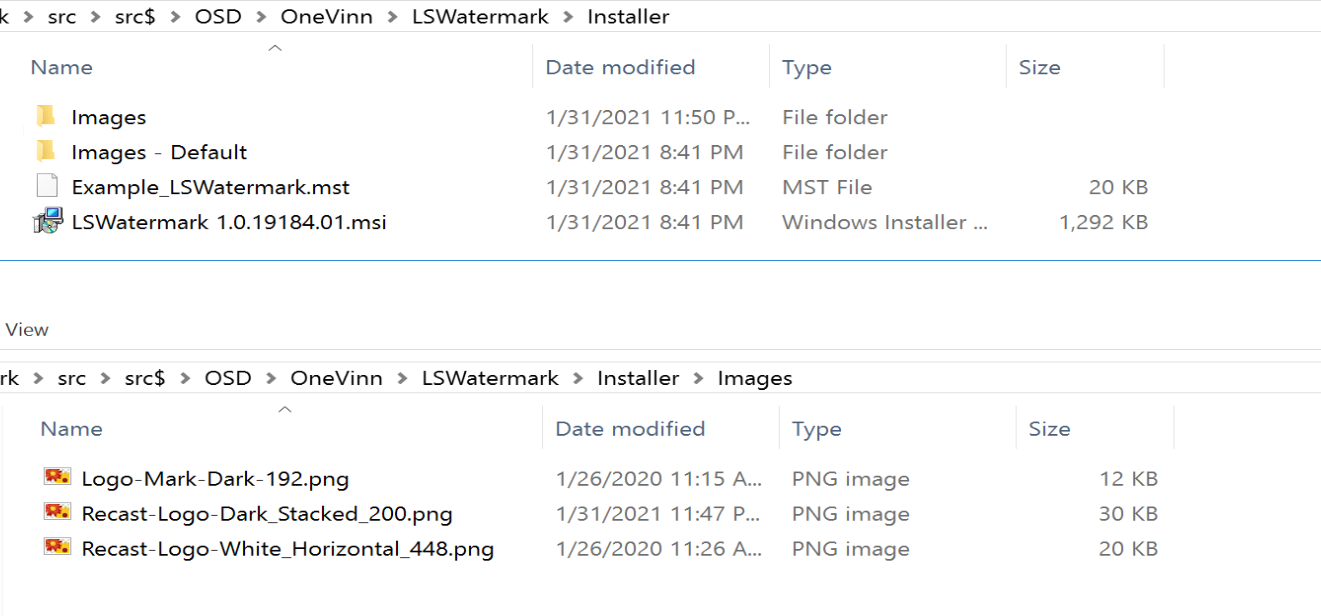 k > src > src$ > OSD > OneVinn > LSWatermark > Installer
Name Date modified Type Size
Images 1/31/2021 11:50 P... File folder
Images - Default 1/31/2021 8:41 PM File folder
Example_LSWatermark.mst 1/31/2021 8:41 PM MST File 20 KB
LSWatermark 1.0.19184.01.msi 1/31/2021 8:41 PM Windows Installer ... 1,292 KB
View
rk > src > src$ > OSD > OneVinn > LSWatermark > Installer > Images
Name Date modified Type Size
Logo-Mark-Dark-192.png 1/26/2020 11:15 A... PNG image 12 KB
Recast-Logo-Dark_Stacked_200.png 1/31/2021 11:47 P... PNG image 30 KB
Recast-Logo-White_Horizontal_448.png 1/26/2020 11:26 A... PNG image 20 KB